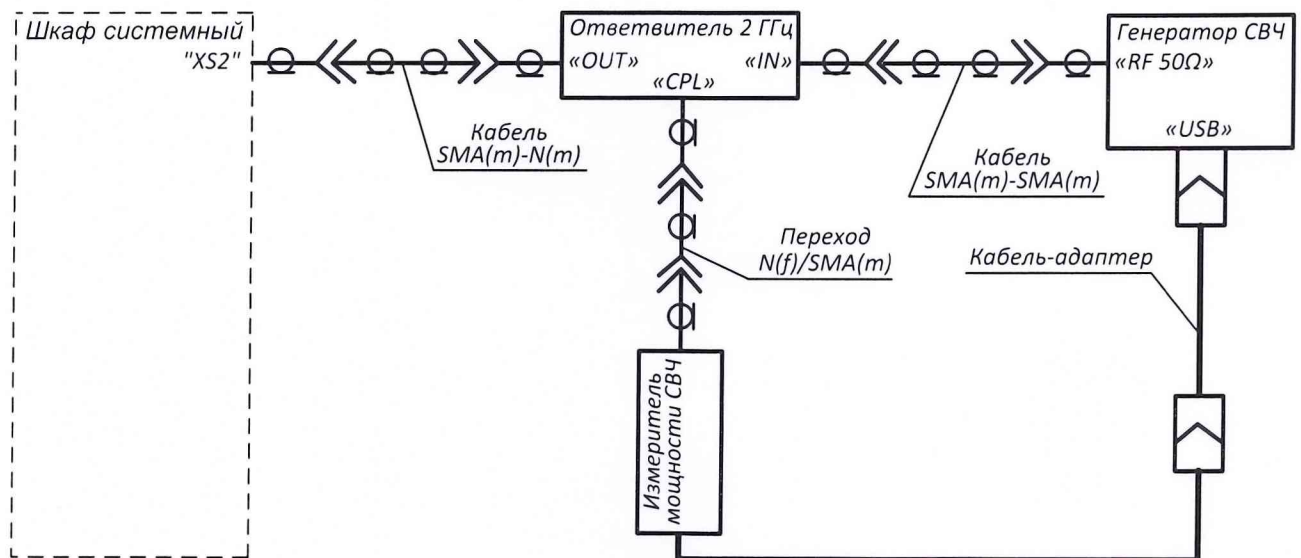 Шкаф системный
"XS2"
Ответвитель 2 ГГц
«OUT»
«IN»
«CPL»
Генератор СВЧ
«RF 50Ω»
«USB»
Кабель
SMA(m)-N(m)
Кабель
SMA(m)-SMA(m)
Переход
N(f)/SMA(m)
Кабель-адаптер
Измеритель
мощности СВЧ